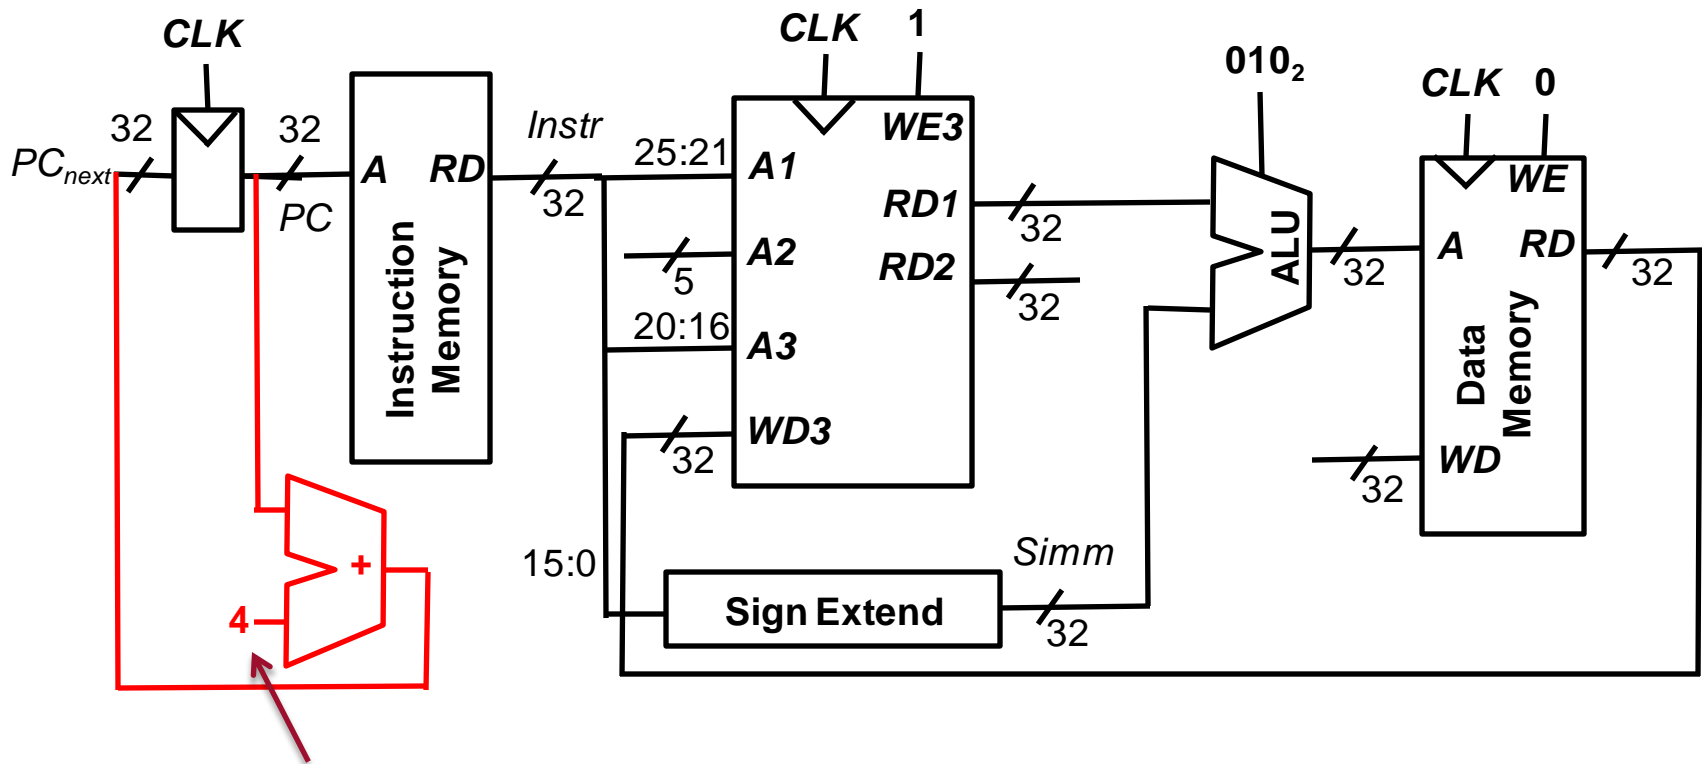 CLK
CLK
1
010₂
CLK
0
32
32
PCnext
PC
A
RD
Instruction
Memory
Instr
32
25:21
A1
WE3
RD1
32
A2
5
RD2
32
20:16
A3
WD3
32
ALU
32
A
WE
RD
32
Data
Memory
WD
32
15:0
Sign Extend
Simm
32
+
4